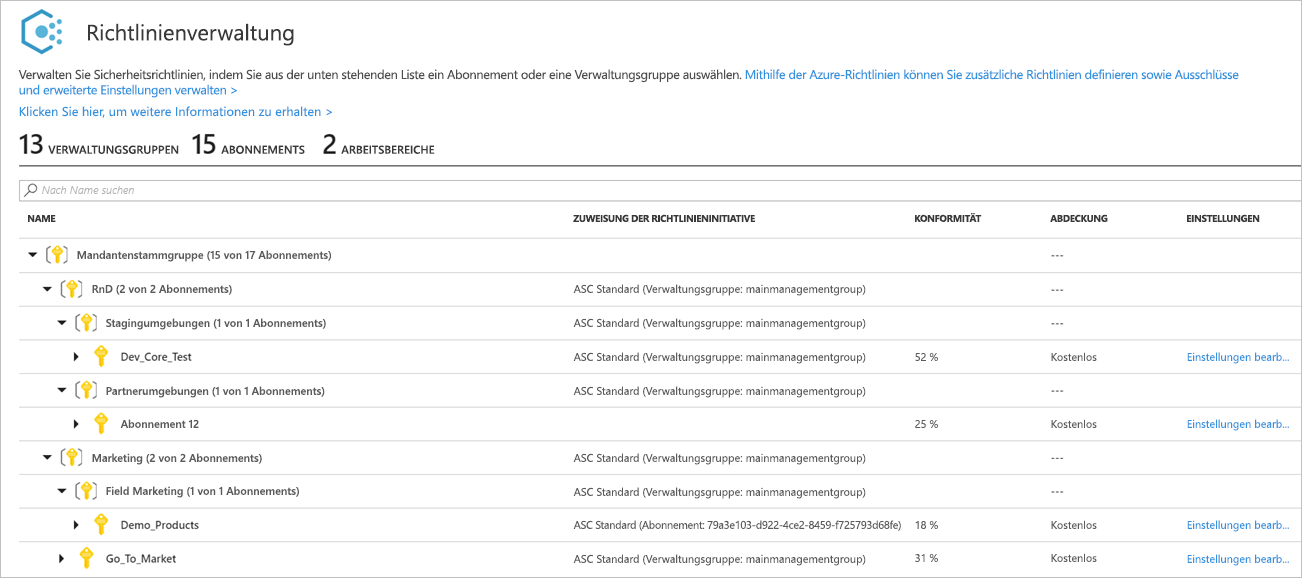 Richtlinienverwaltung
Verwalten Sie Sicherheitsrichtlinien, indem Sie aus der unten stehenden Liste ein Abonnement oder eine Verwaltungsgruppe auswählen. Mithilfe der Azure-Richtlinien können Sie zusätzliche Richtlinien definieren sowie Ausschlüsse
und erweiterte Einstellungen verwalten >
Klicken Sie hier, um weitere Informationen zu erhalten >
13 VERWALTUNGSGRUPPEN 15 ABONNEMENTS 2 ARBEITSBEREICHE
Nach Name suchen
NAME ZUWEISUNG DER RICHTLINIENINITIATIVE KONFORMITÄT ABDECKUNG EINSTELLUNGEN
Mandantenstammgruppe (15 von 17 Abonnements) ---
RnD (2 von 2 Abonnements) ASC Standard (Verwaltungsgruppe: mainmanagementgroup) ---
Stagingumgebungen (1 von 1 Abonnements) ASC Standard (Verwaltungsgruppe: mainmanagementgroup) ---
Dev_Core_Test ASC Standard (Verwaltungsgruppe: mainmanagementgroup) 52 % Kostenlos Einstellungen bearb...
Partnerumgebungen (1 von 1 Abonnements) ASC Standard (Verwaltungsgruppe: mainmanagementgroup) ---
Abonnement 12 ASC Standard (Verwaltungsgruppe: mainmanagementgroup) 25 % Kostenlos Einstellungen bearb...
Marketing (2 von 2 Abonnements) ASC Standard (Verwaltungsgruppe: mainmanagementgroup) ---
Field Marketing (1 von 1 Abonnements) ASC Standard (Verwaltungsgruppe: mainmanagementgroup) ---
Demo_Products ASC Standard (Abonnement: 79a3e103-d922-4ce2-8459-f725793d68fe) 18 % Kostenlos Einstellungen bearb...
Go_To_Market ASC Standard (Verwaltungsgruppe: mainmanagementgroup) 31 % Kostenlos Einstellungen bearb...